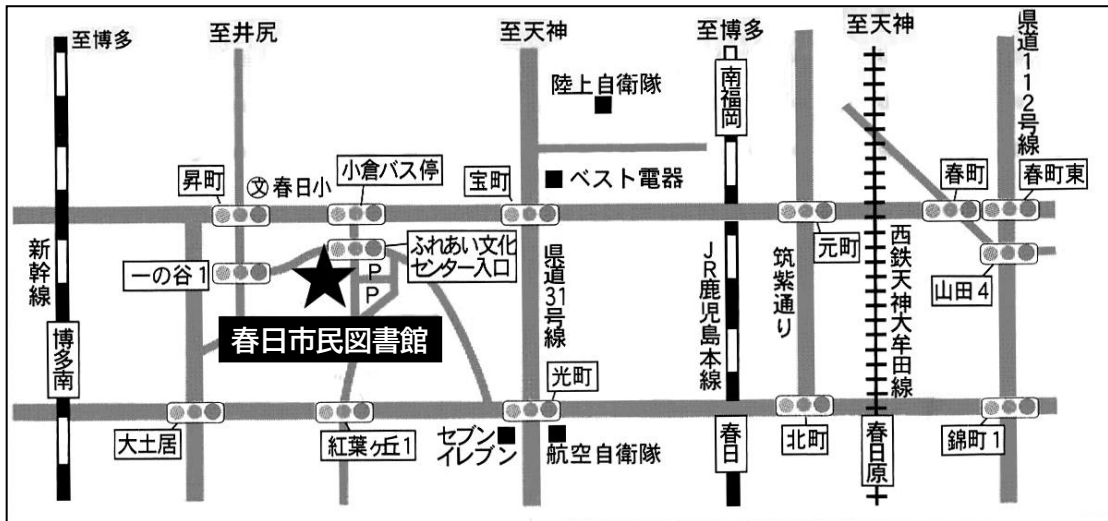 至博多
至井尻
至天神
至博多
至天神
県道112号線
陸上自衛隊
南福岡
昇町
文
春日小
小倉バス停
宝町
ベスト電器
春町
春町東
新幹線
一の谷1
ふれあい文化
センター入口
P
P
県道31号線
JR鹿児島本線
筑紫通り
元町
西鉄天神大牟田線
山田4
春日市民図書館
博多南
光町
大土居
紅葉ヶ丘1
セブン
イレブン
航空自衛隊
春日
北町
春日原
錦町1